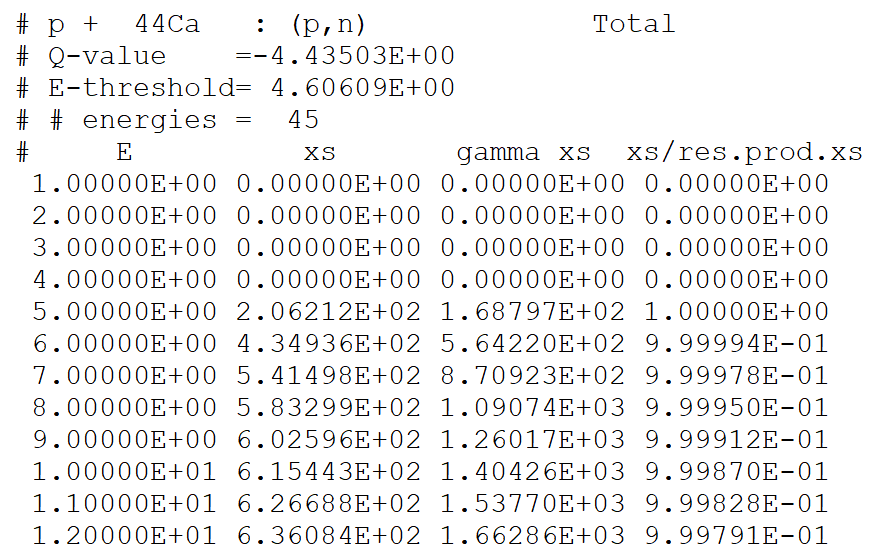 # p +  44Ca   : (p,n)              Total
# Q-value    =-4.43503E+00
# E-threshold= 4.60609E+00
# # energies =  45
#     E          xs       gamma xs  xs/res.prod.xs
1.00000E+00 0.00000E+00 0.00000E+00 0.00000E+00
2.00000E+00 0.00000E+00 0.00000E+00 0.00000E+00
3.00000E+00 0.00000E+00 0.00000E+00 0.00000E+00
4.00000E+00 0.00000E+00 0.00000E+00 0.00000E+00
5.00000E+00 2.06212E+02 1.68797E+02 1.00000E+00
6.00000E+00 4.34936E+02 5.64220E+02 9.99994E-01
7.00000E+00 5.41498E+02 8.70923E+02 9.99978E-01
8.00000E+00 5.83299E+02 1.09074E+03 9.99950E-01
9.00000E+00 6.02596E+02 1.26017E+03 9.99912E-01
1.00000E+01 6.15443E+02 1.40426E+03 9.99870E-01
1.10000E+01 6.26688E+02 1.53770E+03 9.99828E-01
1.20000E+01 6.36084E+02 1.66286E+03 9.99791E-01